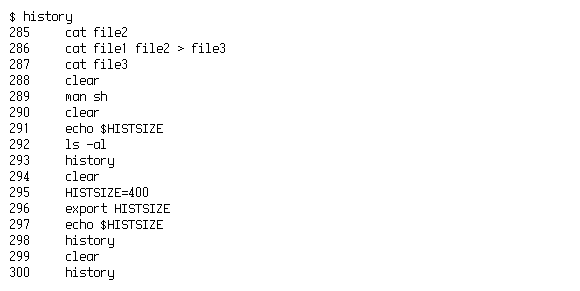 $ history
285 cat file2
286 cat file1 file2 > file3
287 cat file3
288 clear
289 man sh
290 clear
291 echo $HISTSIZE
292 ls -al
293 history
294 clear
295 HISTSIZE=400
296 export HISTSIZE
297 echo $HISTSIZE
298 history
299 clear
300 history